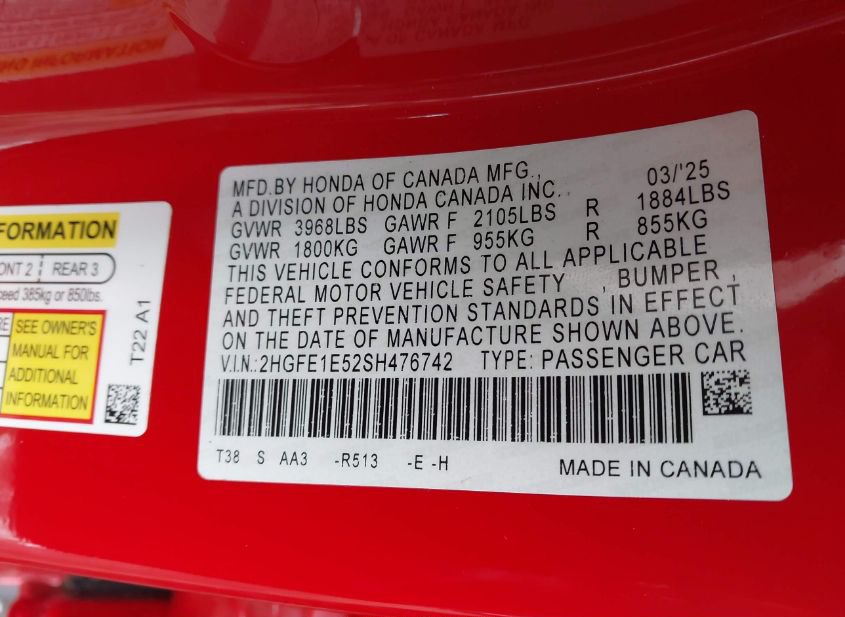 FORMATION
ONT 2 REAR 3
ceed 385kg or 850lbs.
RE SEE OWNER'S
MANUAL FOR
ADDITIONAL
INFORMATION
T22 A1
MFD.BY HONDA OF CANADA MFG., 03/'25
A DIVISION OF HONDA CANADA INC.
GVWR 3968LBS GAWR F 2105LBS R 1884LBS
GVWR 1800KG GAWR F 955KG R 855KG
THIS VEHICLE CONFORMS TO ALL APPLICABLE
FEDERAL MOTOR VEHICLE SAFETY , BUMPER ,
AND THEFT PREVENTION STANDARDS IN EFFECT
ON THE DATE OF MANUFACTURE SHOWN ABOVE.
V.I.N.:2HGFE1E52SH476742 TYPE: PASSENGER CAR
T38 S AA3 -R513 -E -H MADE IN CANADA